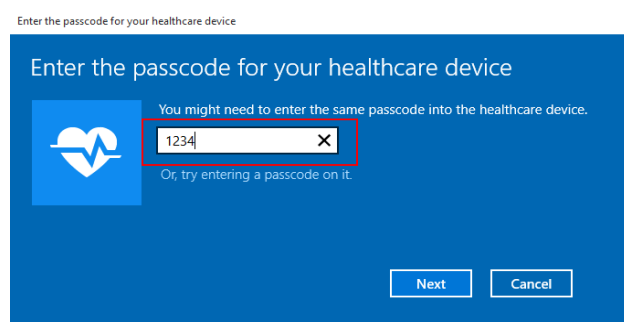 Enter the passcode for your healthcare device
Enter the passcode for your healthcare device
You might need to enter the same passcode into the healthcare device.
1234
Or, try entering a passcode on it.
Next
Cancel